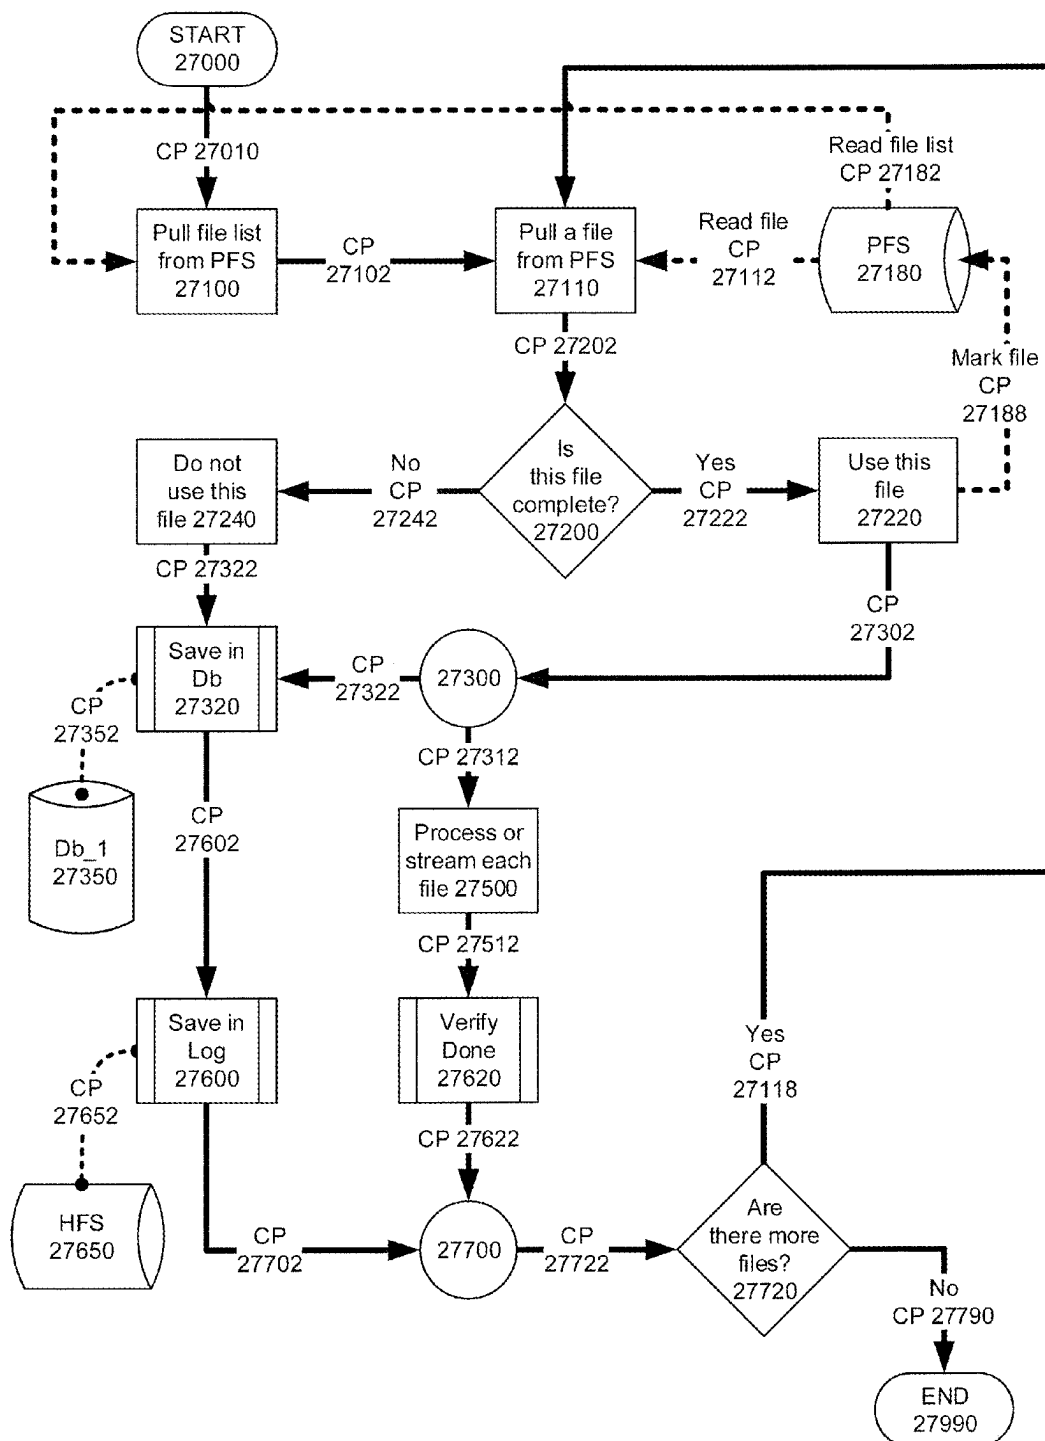 START
27000
CP 27010
Read file list
CP 27182
Pull file list
from PFS
27100
CP
27102
Pull a file
from PFS
27110
Read file
CP
27112
PFS
27180
CP 27202
Mark file
CP
27188
Do not
use this
file 27240
No
CP
27242
Is
this file
complete?
27200
Yes
CP
27222
Use this
file
27220
CP 27322
CP
27302
Save in
Db
27320
CP
27322
27300
CP
27352
CP 27312
Db_1
27350
CP
27602
Process or
stream each
file 27500
CP 27512
Save in
Log
27600
Verify
Done
27620
Yes
CP
27118
CP
27652
CP 27622
HFS
27650
CP
27702
27700
CP
27722
Are
there more
files?
27720
No
CP 27790
END
27990